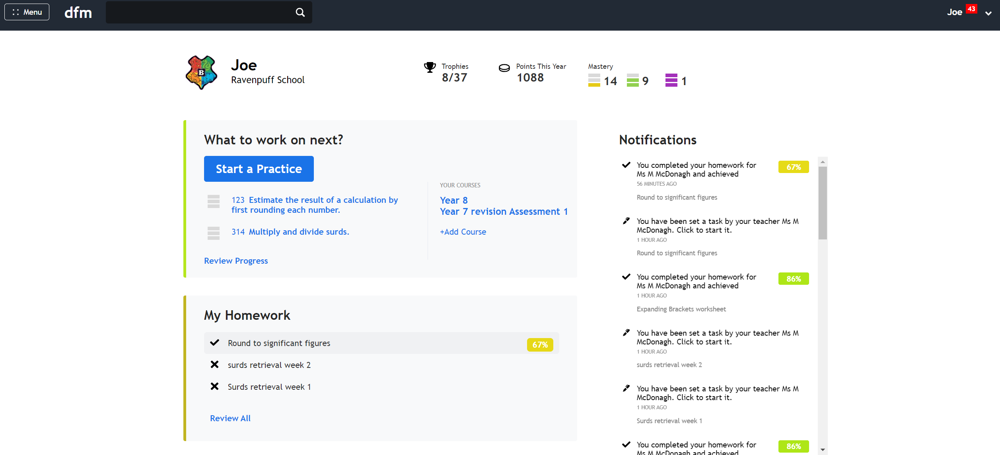 Menu
dfm
Joe 43
B
Joe
Ravenpuff School
Trophies
8/37
Points This Year
1088
Mastery
14 9 1
What to work on next?
Start a Practice
123 Estimate the result of a calculation by
first rounding each number.
314 Multiply and divide surds.
Review Progress
YOUR COURSES
Year 8
Year 7 revision Assessment 1
+Add Course
My Homework
Round to significant figures 67%
surds retrieval week 2
Surds retrieval week 1
Review All
Notifications
You completed your homework for 67%
Ms M McDonagh and achieved
56 MINUTES AGO
Round to significant figures
You have been set a task by your teacher Ms M
McDonagh. Click to start it.
1 HOUR AGO
Round to significant figures
You completed your homework for 86%
Ms M McDonagh and achieved
1 HOUR AGO
Expanding Brackets worksheet
You have been set a task by your teacher Ms M
McDonagh. Click to start it.
1 HOUR AGO
surds retrieval week 2
You have been set a task by your teacher Ms M
McDonagh. Click to start it.
1 HOUR AGO
Surds retrieval week 1
You completed your homework for 86%
Ms M McDonagh and achieved